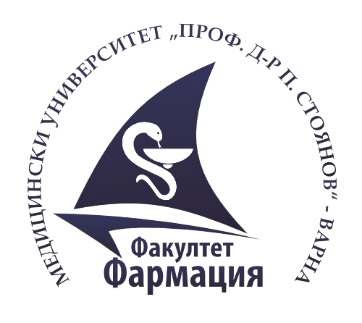 МЕДИЦИНСКИ УНИВЕРСИТЕТ „ПРОФ. Д-Р П. СТОЯНОВ“ - ВАРНА
Факултет
Фармация